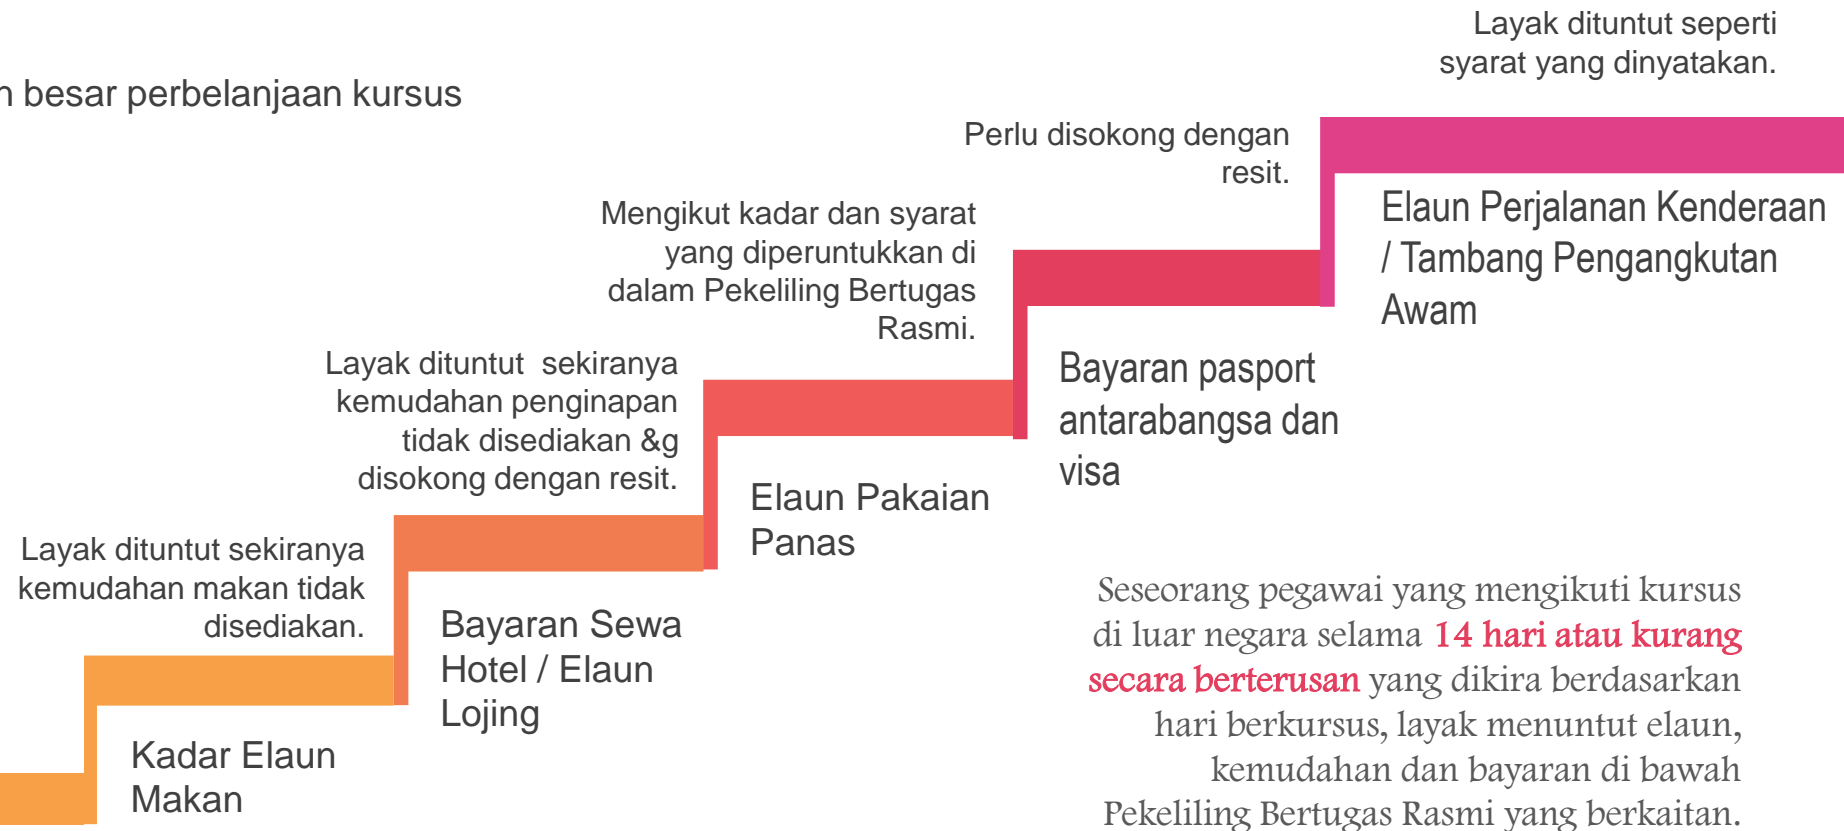 Layak dituntut seperti
syarat yang dinyatakan.
besar perbelanjaan kursus
Perlu disokong dengan
resit.
Elaun Perjalanan Kenderaan
/ Tambang Pengangkutan
Awam
Mengikut kadar dan syarat
yang diperuntukkan di
dalam Pekeliling Bertugas
Rasmi.
Bayaran pasport
antarabangsa dan
visa
Layak dituntut sekiranya
kemudahan penginapan
tidak disediakan &g
disokong dengan resit.
Elaun Pakaian
Panas
Layak dituntut sekiranya
kemudahan makan tidak
disediakan.
Bayaran Sewa
Hotel / Elaun
Lojing
Kadar Elaun
Makan
Seseorang pegawai yang mengikuti kursus
di luar negara selama 14 hari atau kurang
secara berterusan yang dikira berdasarkan
hari berkursus, layak menuntut elaun,
kemudahan dan bayaran di bawah
Pekeliling Bertugas Rasmi yang berkaitan.